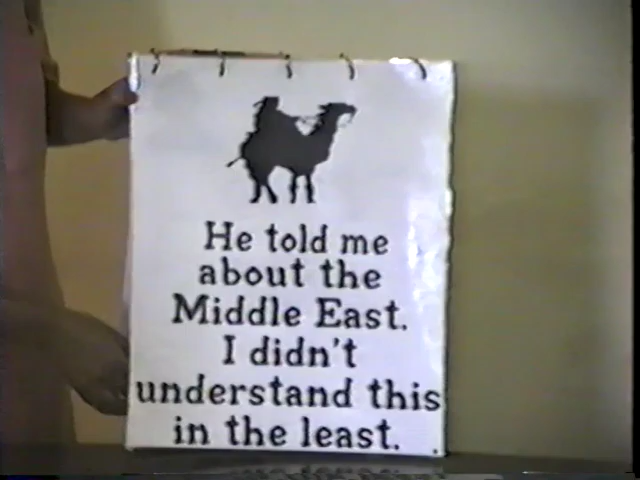 He told me
about the
Middle East.
I didn't
understand this
in the least.